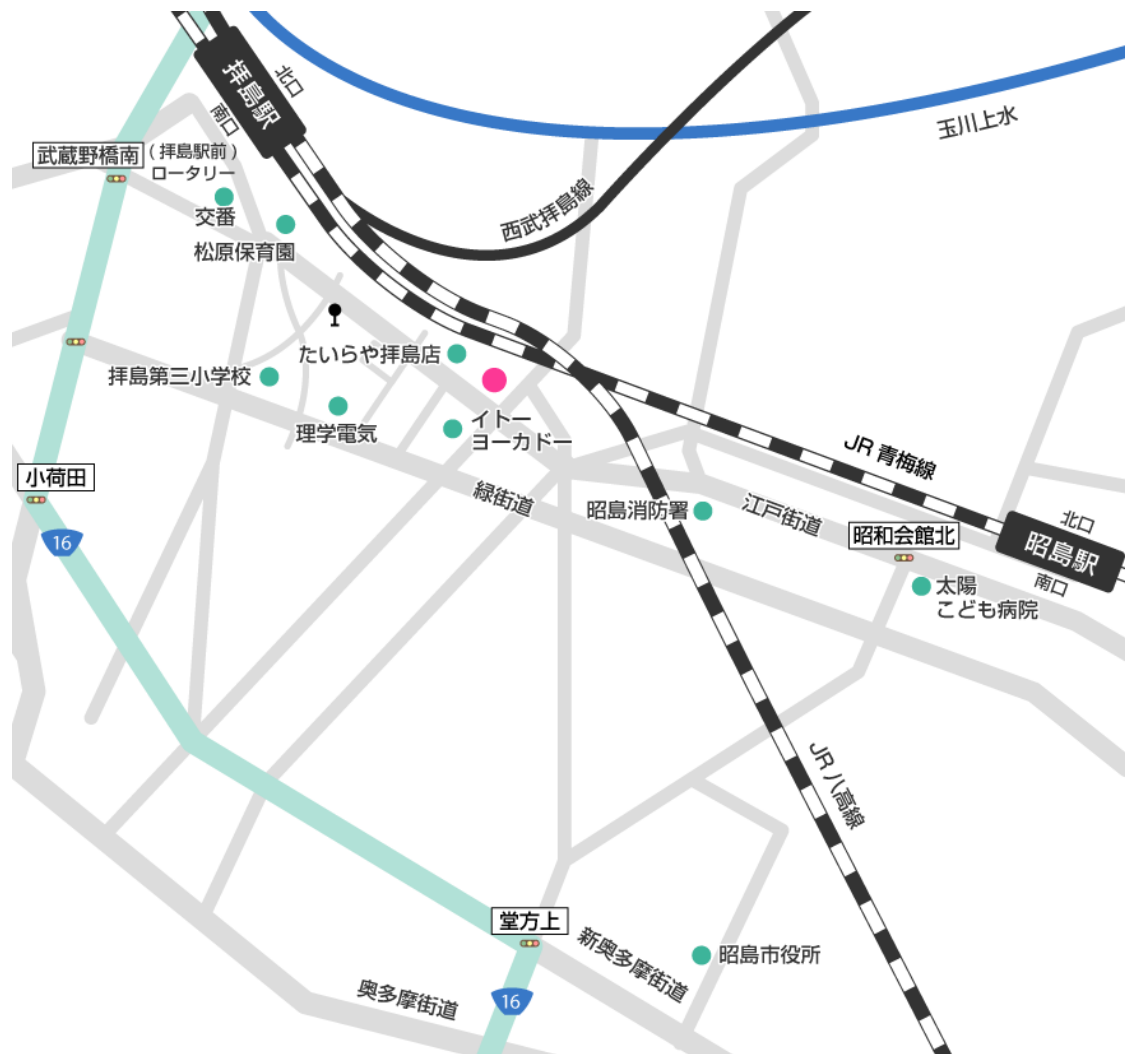 北口
拝島駅
南口
玉川上水
武蔵野橋南
(拝島駅前)
ロータリー
西武拝島線
交番
松原保育園
たいらや拝島店
拝島第三小学校
理学電気
イトー
ヨーカドー
JR 青梅線
小荷田
緑街道
昭島消防署
江戸街道
昭和会館北
北口
昭島駅
南口
16
太陽
こども病院
JR 八高線
堂方上
新奥多摩街道
昭島市役所
奥多摩街道
16